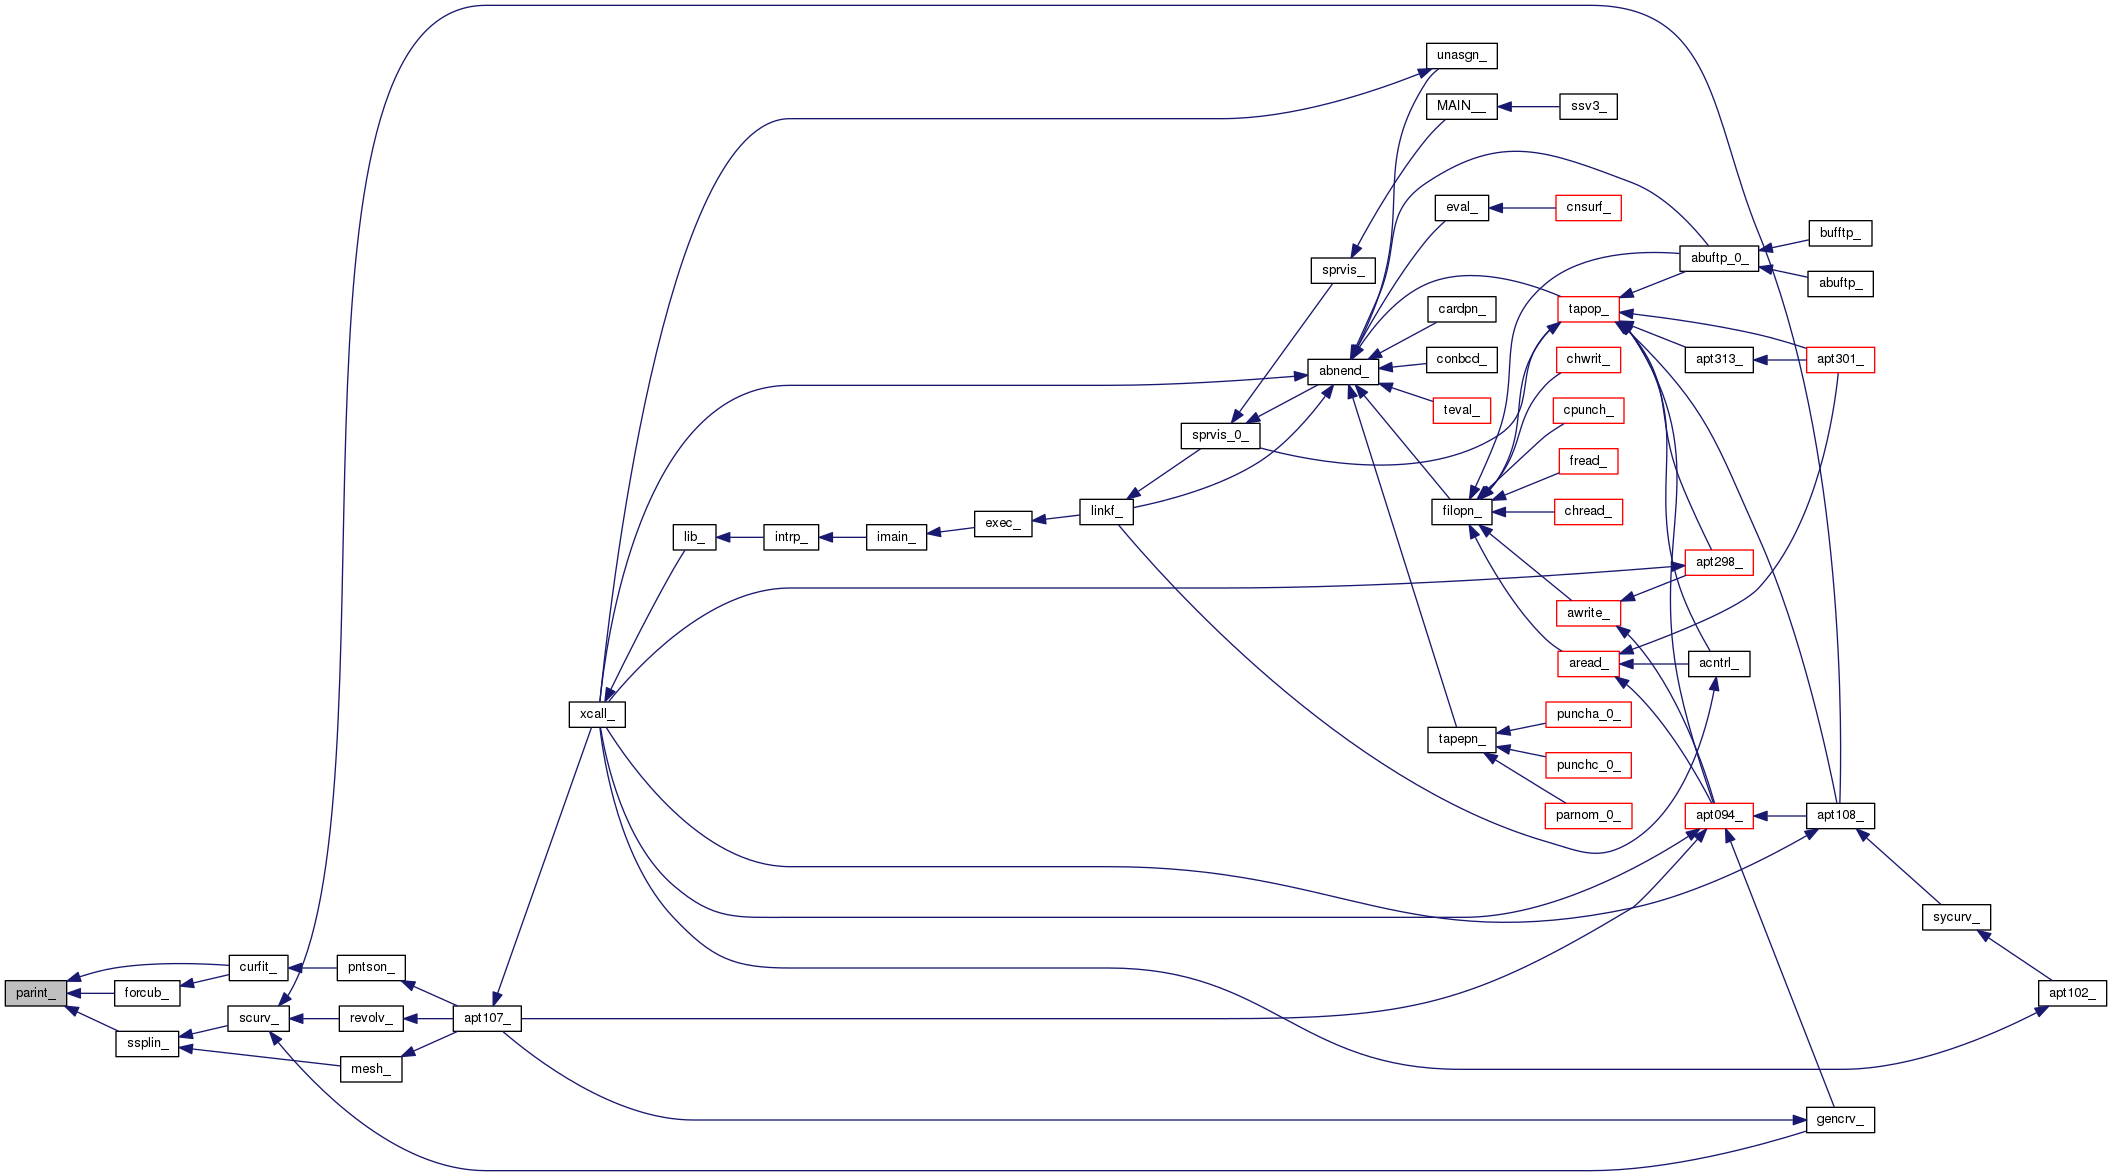 unasgn_
MAIN__
ssv3_
eval_
cnsurf_
bufftp_
abuftp_0_
sprvis_
abuftp_
cardpn_
tapop_
conbcd_
chwrit_
apt313_
apt301_
abnend_
teval_
cpunch_
sprvis_0_
fread_
linkf_
filopn_
chread_
exec_
lib_
intrp_
imain_
apt298_
awrite_
aread_
acntrl_
xcall_
puncha_0_
tapepn_
punchc_0_
parnom_0_
apt094_
apt108_
sycurv_
curfit_
pntson_
parint_
forcub_
apt102_
scurv_
revolv_
apt107_
ssplin_
mesh_
gencrv_